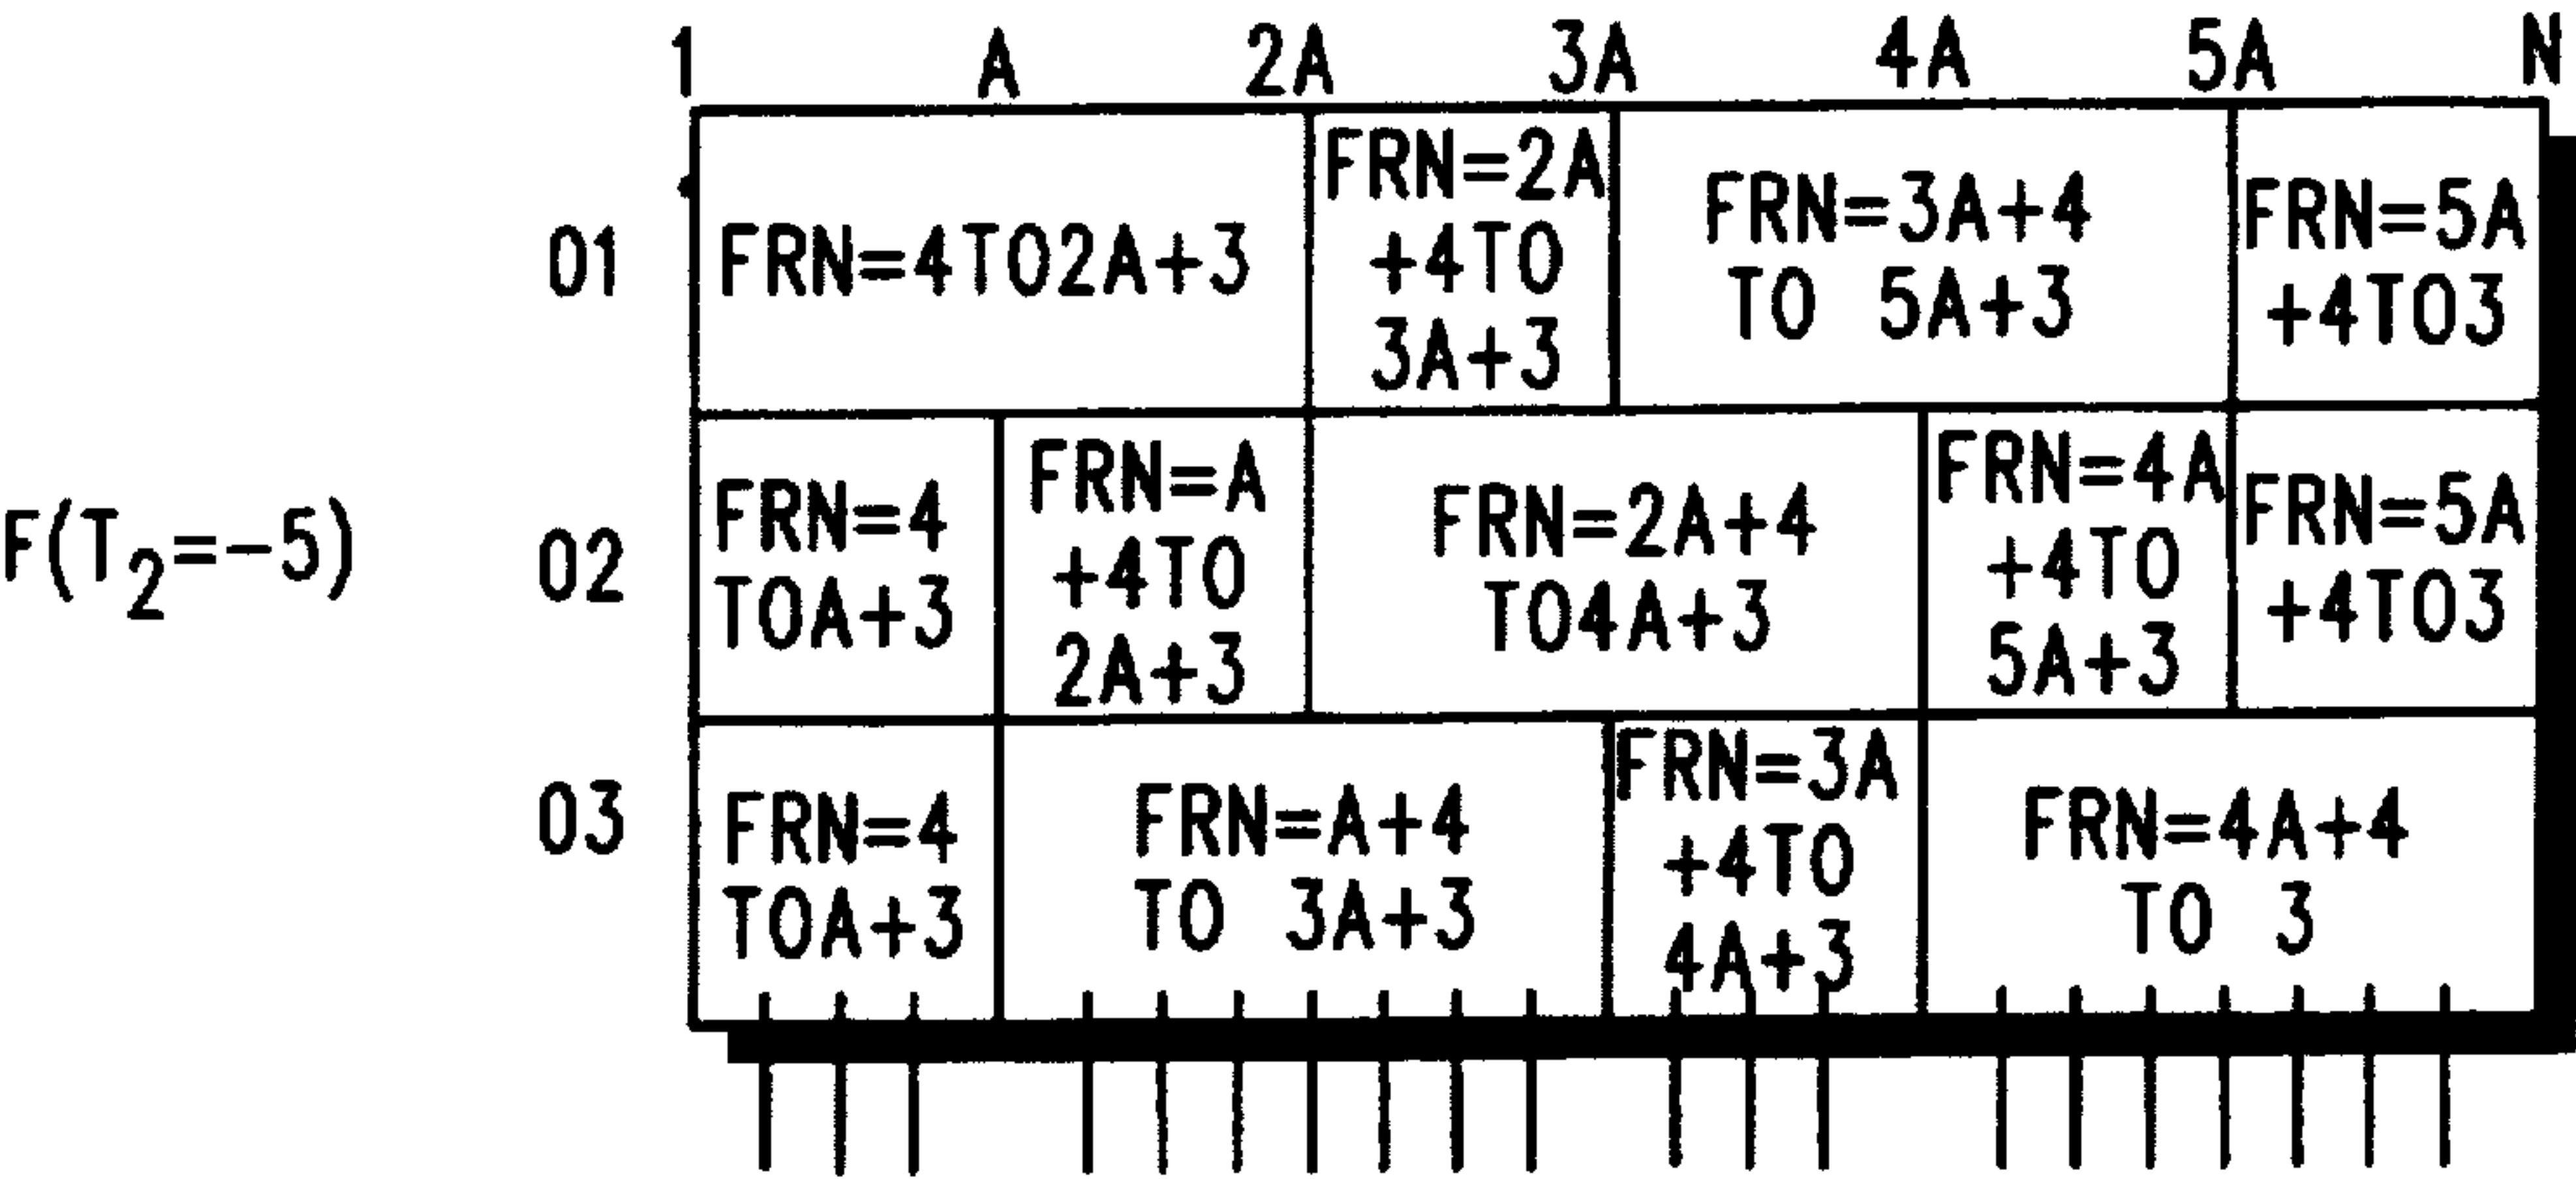 1 A 2A 3A 4A 5A N
01
FRN=4TO2A+3
FRN=2A
+4TO
3A+3
FRN=3A+4
TO 5A+3
FRN=5A
+4TO3
F(T2=-5)
02
FRN=4
TOA+3
FRN=A
+4TO
2A+3
FRN=2A+4
TO4A+3
FRN=4A
+4TO
5A+3
FRN=5A
+4TO3
03
FRN=4
TOA+3
FRN=A+4
TO 3A+3
FRN=3A
+4TO
4A+3
FRN=4A+4
TO 3